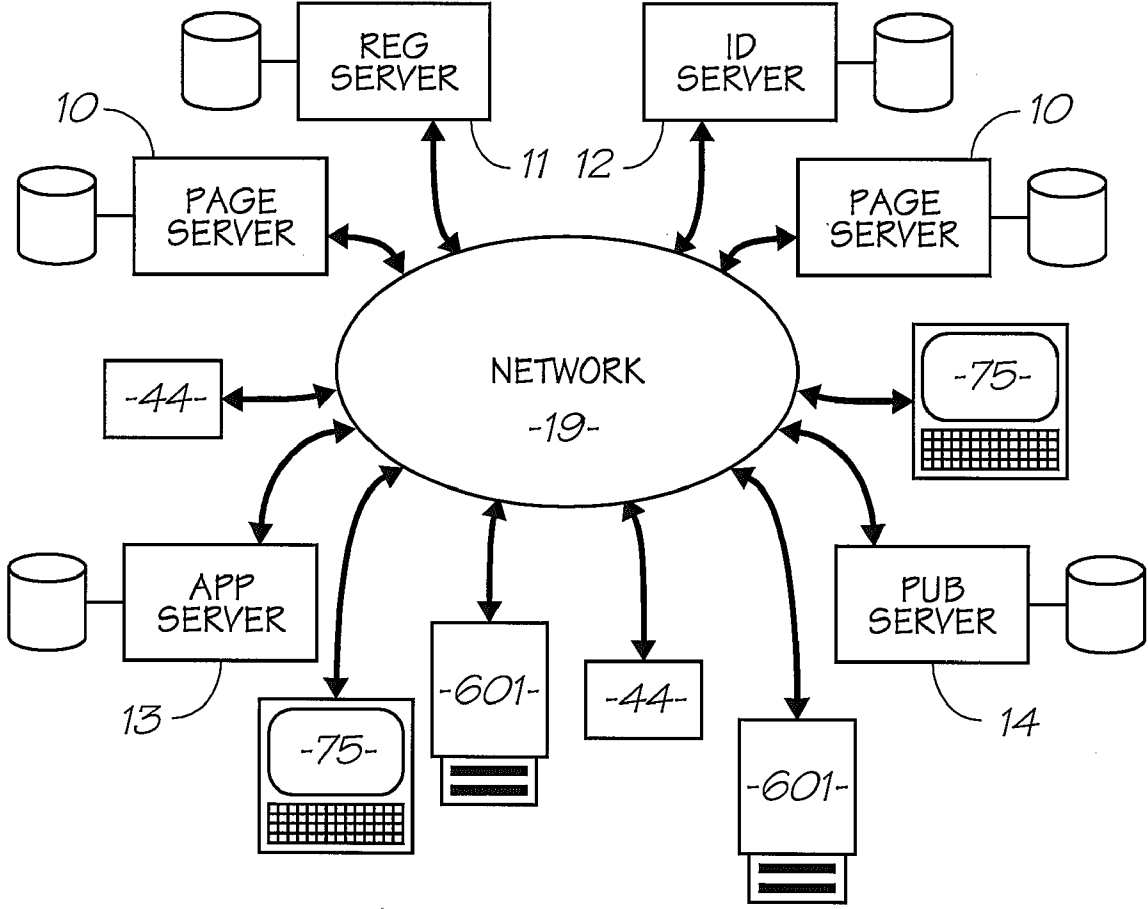 REG
SERVER
ID
SERVER
10
11
12
10
PAGE
SERVER
PAGE
SERVER
NETWORK
-19-
-44-
-75-
APP
SERVER
PUB
SERVER
13
-75-
-601-
-44-
-601-
14